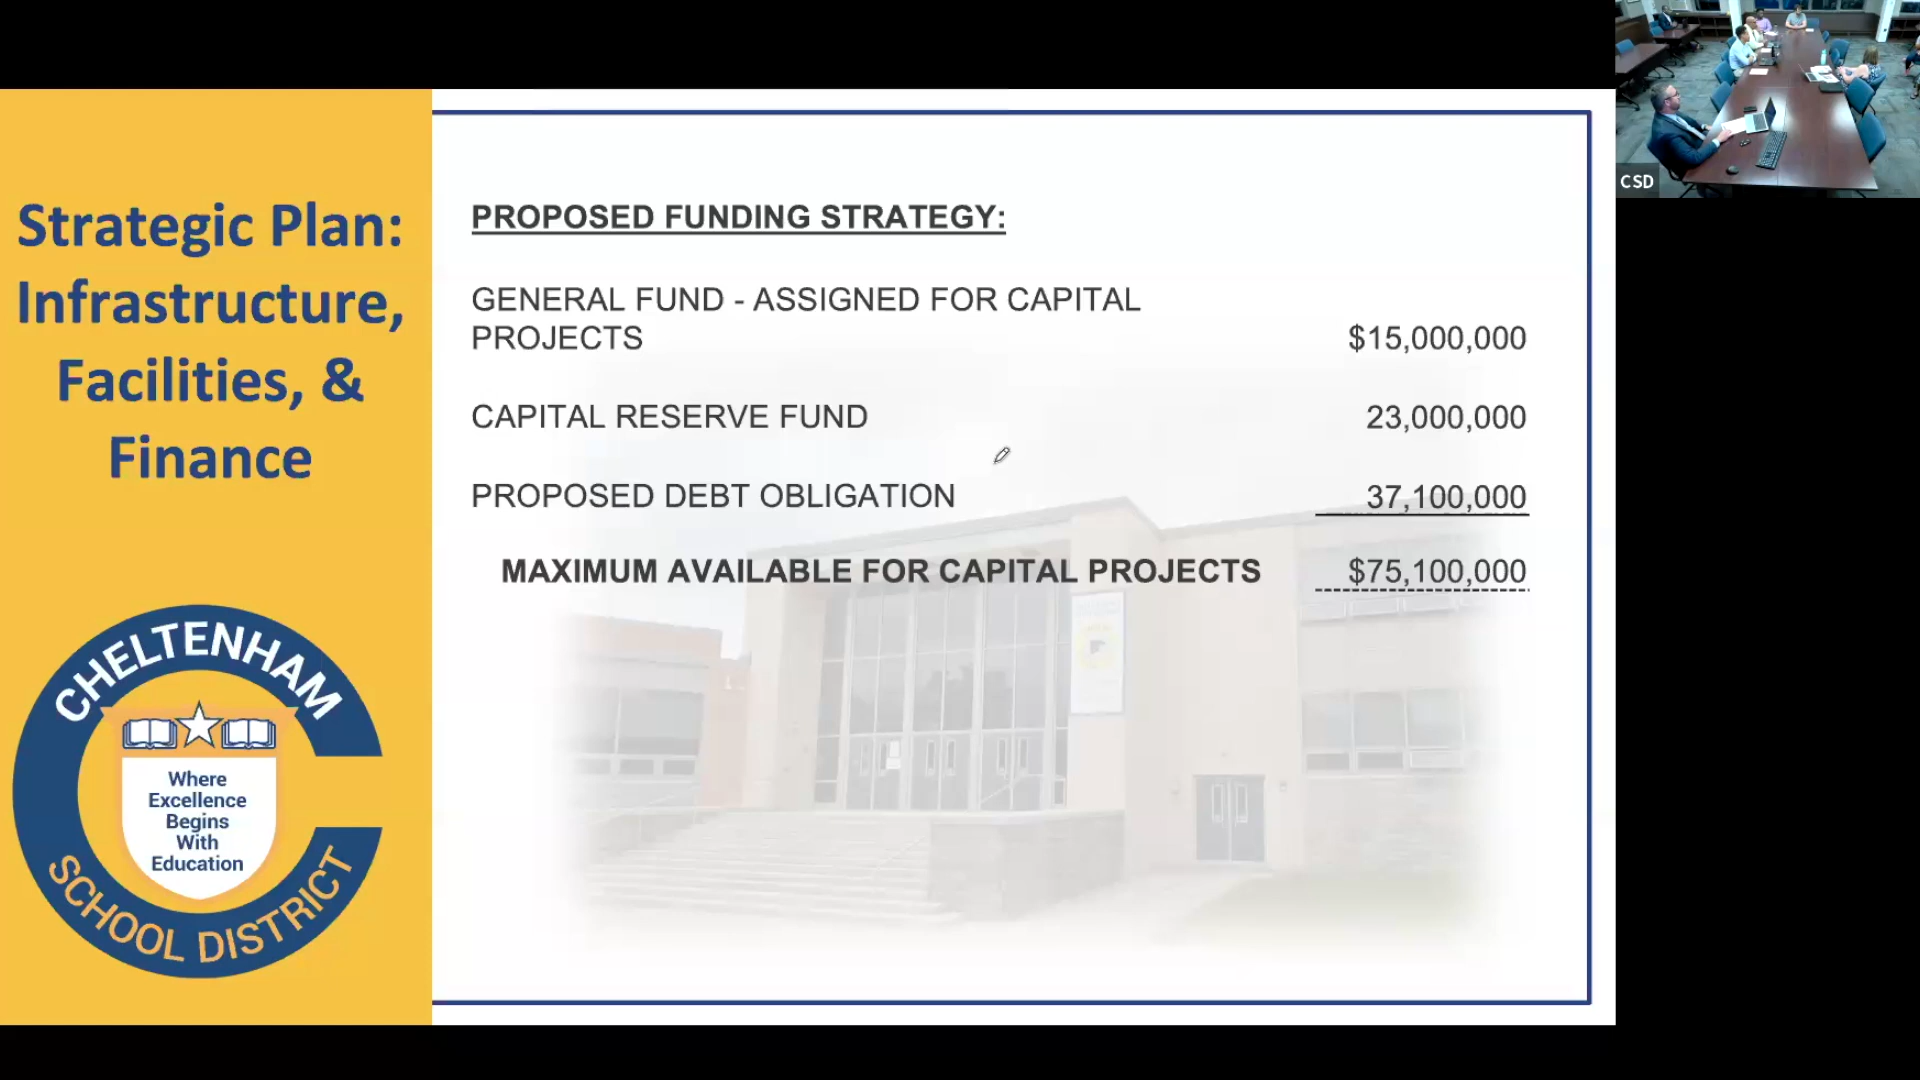 Strategic Plan:
Infrastructure,
Facilities, &
Finance
CHELTENHAM
Where
Excellence
Begins
With
Education
SCHOOL DISTRICT
PROPOSED FUNDING STRATEGY:
GENERAL FUND - ASSIGNED FOR CAPITAL
PROJECTS $15,000,000
CAPITAL RESERVE FUND 23,000,000
PROPOSED DEBT OBLIGATION 37,100,000
MAXIMUM AVAILABLE FOR CAPITAL PROJECTS $75,100,000
CSD